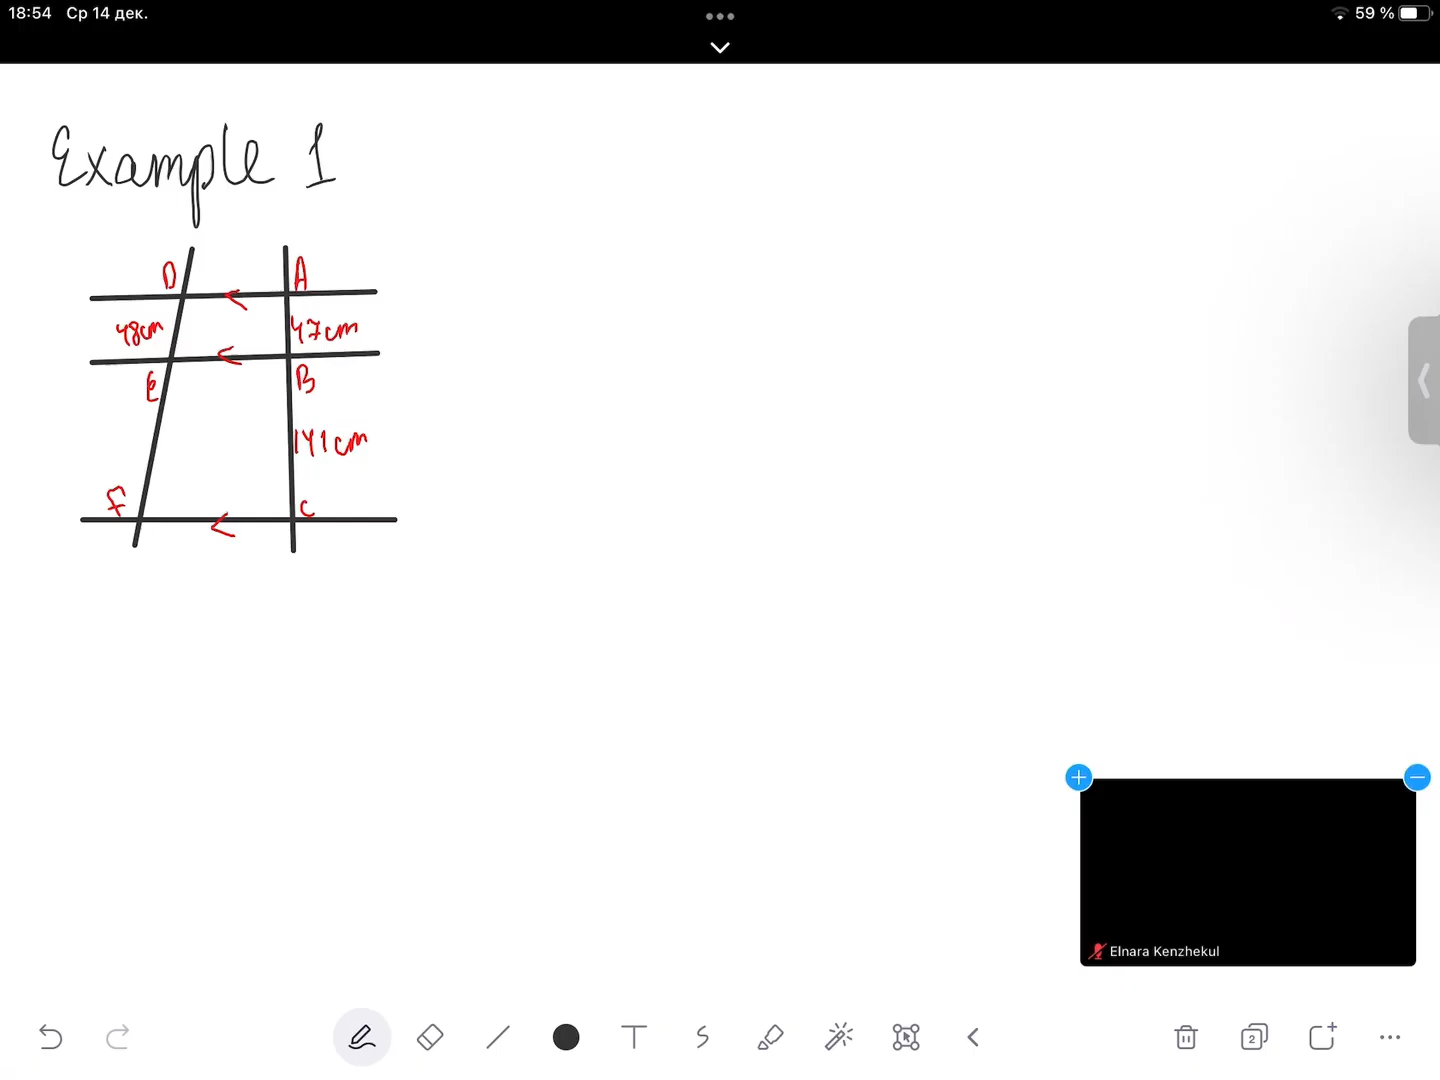 18:54 Ср 14 дек.
59 %
Example 1
D A
48cm 47cm
E B
141cm
F C
Elnara Kenzhekul
T
2